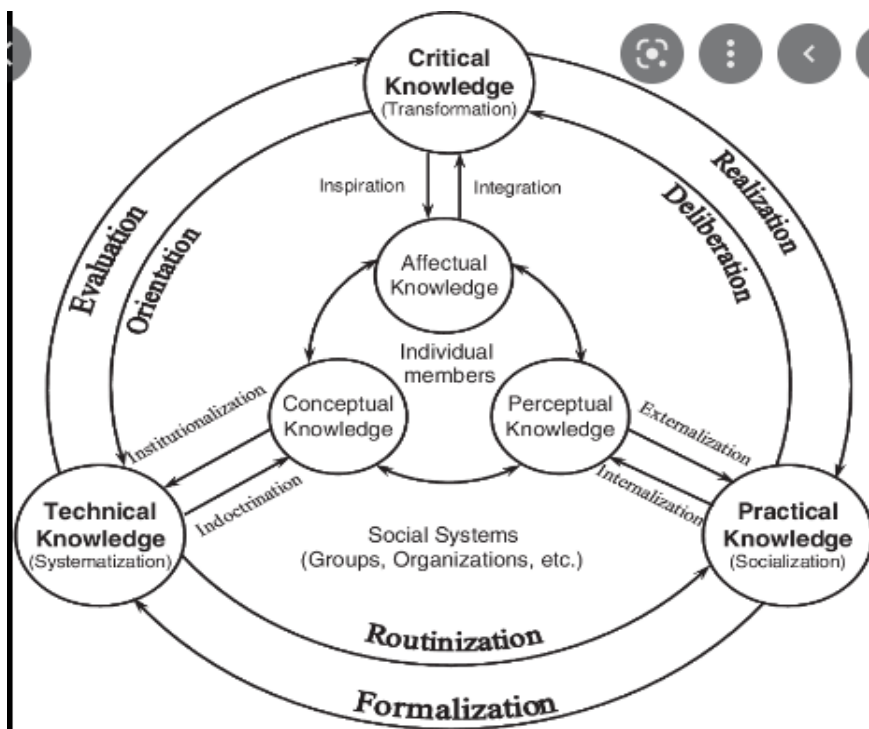 Critical
Knowledge
(Transformation)
Inspiration
Integration
Realization
Deliberation
Evaluation
Orientation
Affectual
Knowledge
Individual
members
Conceptual
Knowledge
Perceptual
Knowledge
Institutionalization
Indoctrination
Externalization
Internalization
Technical
Knowledge
(Systematization)
Social Systems
(Groups, Organizations, etc.)
Practical
Knowledge
(Socialization)
Routinization
Formalization